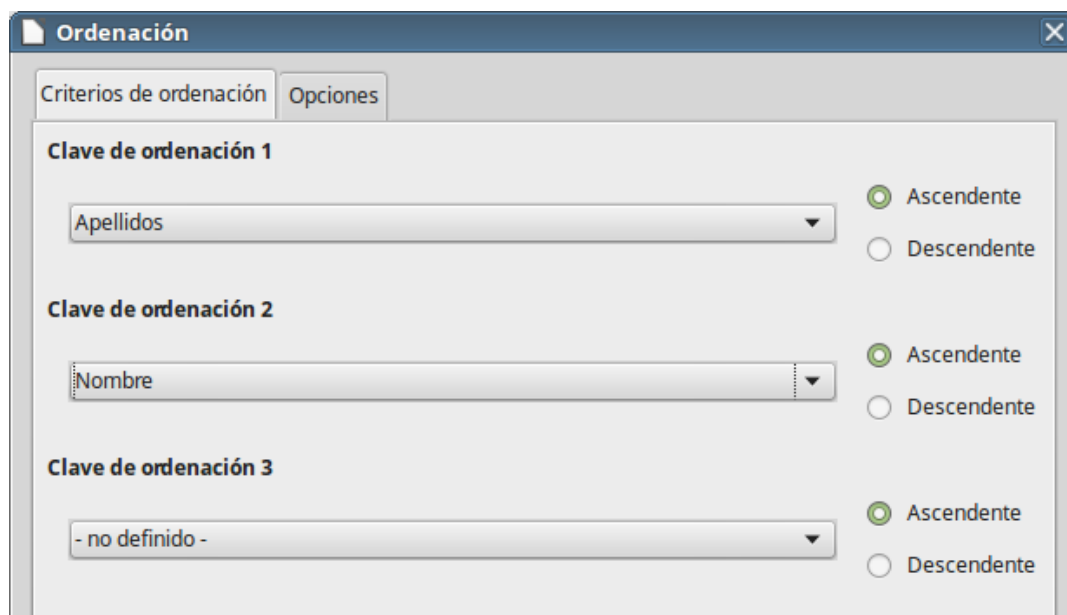 Ordenación
Criterios de ordenación Opciones
Clave de ordenación 1
Apellidos
Ascendente
Descendente
Clave de ordenación 2
Nombre
Ascendente
Descendente
Clave de ordenación 3
- no definido -
Ascendente
Descendente